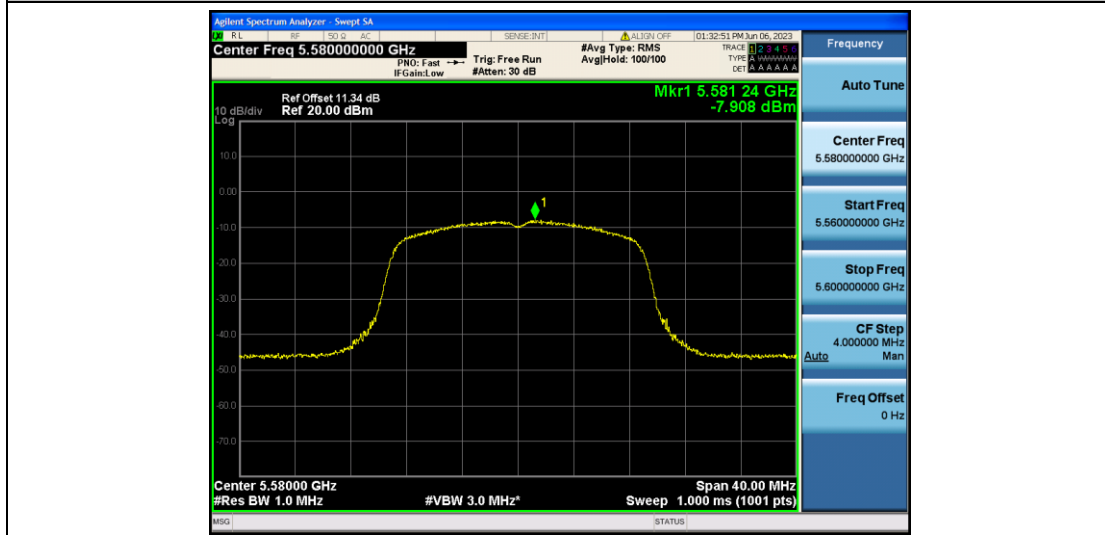 Agilent Spectrum Analyzer - Swept SA
RL RF 50 Ω AC SENSE:INT ALIGN OFF 01:32:51 PM Jun 06, 2023
Center Freq 5.580000000 GHz
PNO: Fast
IFGain:Low
Trig: Free Run
#Atten: 30 dB
#Avg Type: RMS
Avg|Hold: 100/100
TRACE 1 2 3 4 5 6
TYPE A WWWWW
DET A A A A A A
Ref Offset 11.34 dB
10 dB/div Ref 20.00 dBm
Log
Mkr1 5.581 24 GHz
-7.908 dBm
10.0
0.00
-10.0
-20.0
-30.0
-40.0
-50.0
-60.0
-70.0
1
Center 5.58000 GHz
Span 40.00 MHz
#Res BW 1.0 MHz #VBW 3.0 MHz* Sweep 1.000 ms (1001 pts)
MSG STATUS
Frequency
Auto Tune
Center Freq
5.580000000 GHz
Start Freq
5.560000000 GHz
Stop Freq
5.600000000 GHz
CF Step
4.000000 MHz
Auto Man
Freq Offset
0 Hz